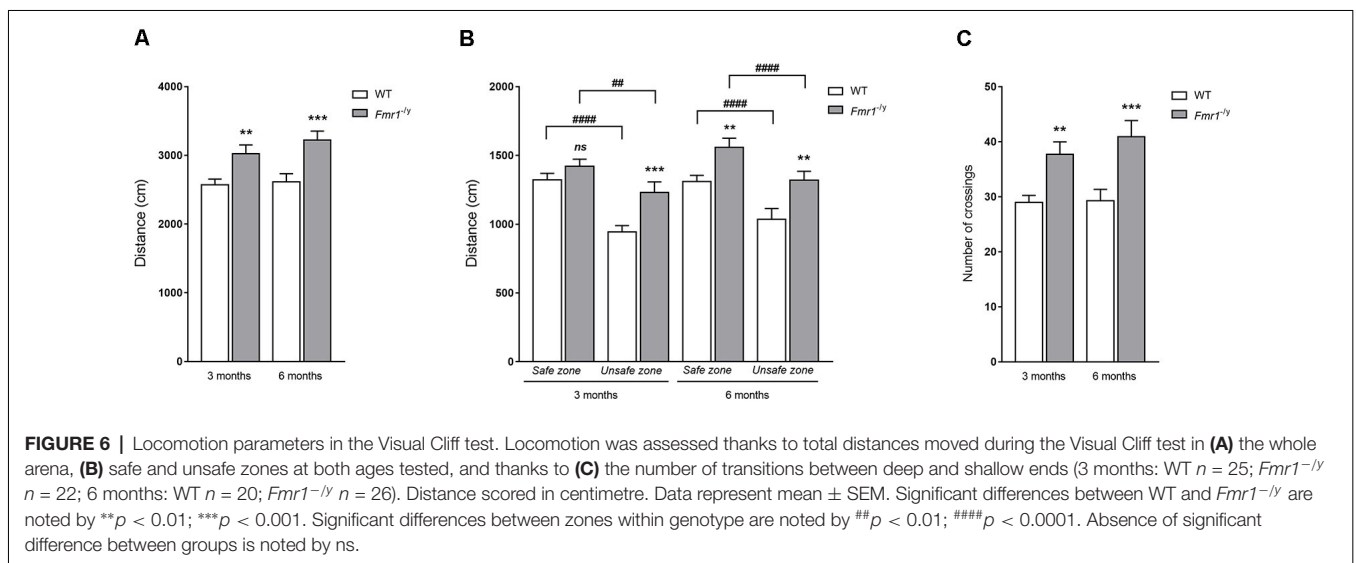 A
B
C
4000
3000
2000
1000
0
Distance (cm)
**
***
3 months
6 months
WT
Fmr1-/y
2000
1500
1000
500
0
Distance (cm)
####
##
ns
***
####
####
**
**
Safe zone
Unsafe zone
Safe zone
Unsafe zone
3 months
6 months
WT
Fmr1-/y
50
40
30
20
10
0
Number of crossings
**
***
3 months
6 months
WT
Fmr1-/y
FIGURE 6 | Locomotion parameters in the Visual Cliff test. Locomotion was assessed thanks to total distances moved during the Visual Cliff test in (A) the whole
arena, (B) safe and unsafe zones at both ages tested, and thanks to (C) the number of transitions between deep and shallow ends (3 months: WT n = 25; Fmr1−/y
n = 22; 6 months: WT n = 20; Fmr1−/y n = 26). Distance scored in centimetre. Data represent mean ± SEM. Significant differences between WT and Fmr1−/y are
noted by **p < 0.01; ***p < 0.001. Significant differences between zones within genotype are noted by ##p < 0.01; ####p < 0.0001. Absence of significant
difference between groups is noted by ns.